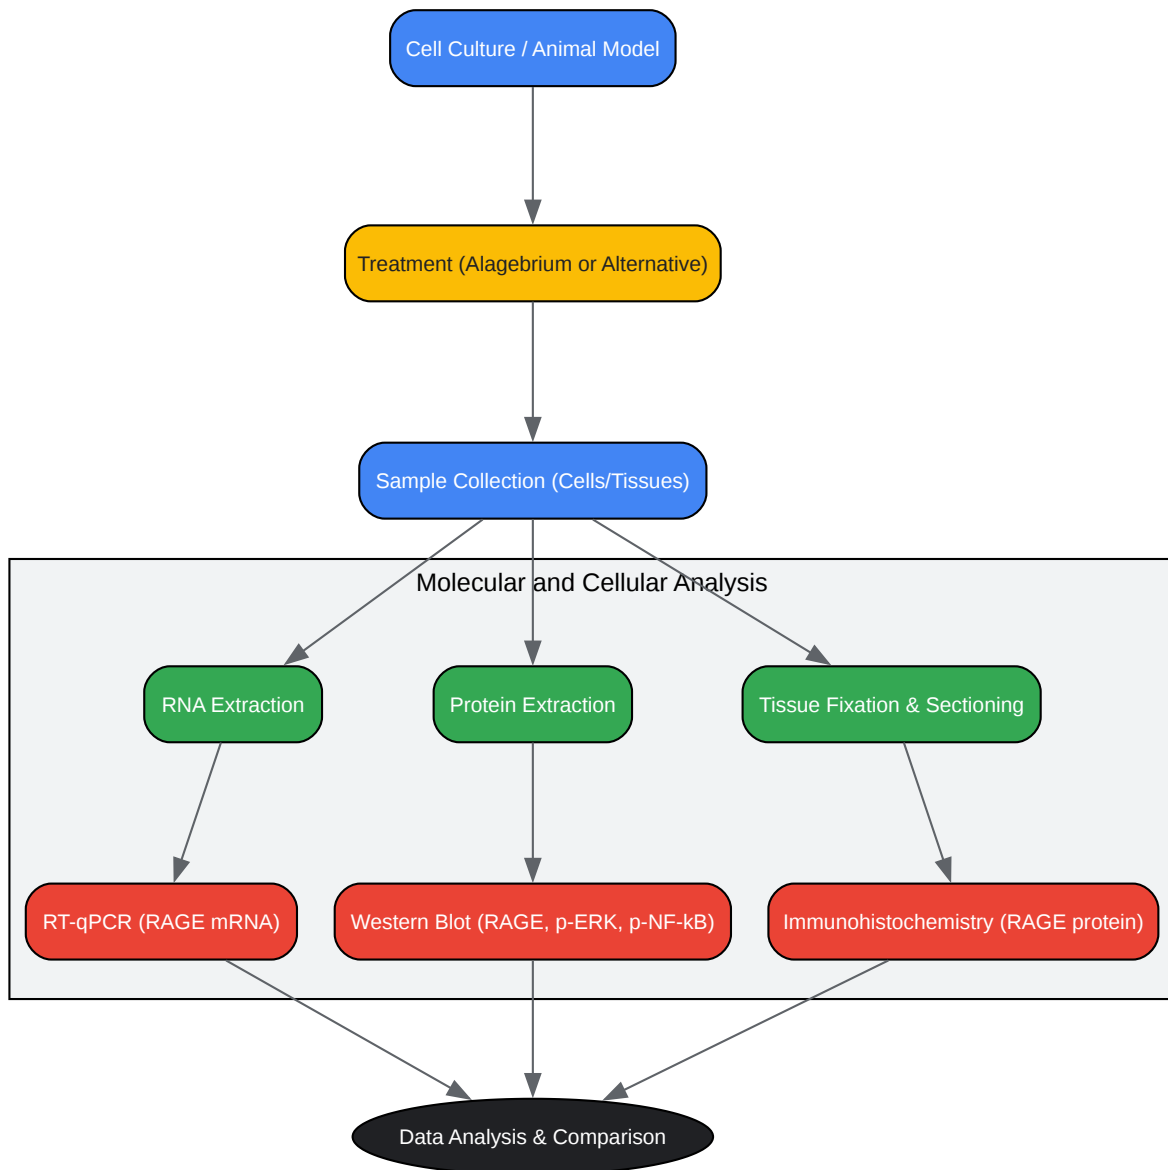 Cell Culture / Animal Model
Treatment (Alagebrium or Alternative)
Sample Collection (Cells/Tissues)
Molecular and Cellular Analysis
RNA Extraction
Protein Extraction
Tissue Fixation & Sectioning
RT-qPCR (RAGE mRNA)
Western Blot (RAGE, p-ERK, p-NF-kB)
Immunohistochemistry (RAGE protein)
Data Analysis & Comparison